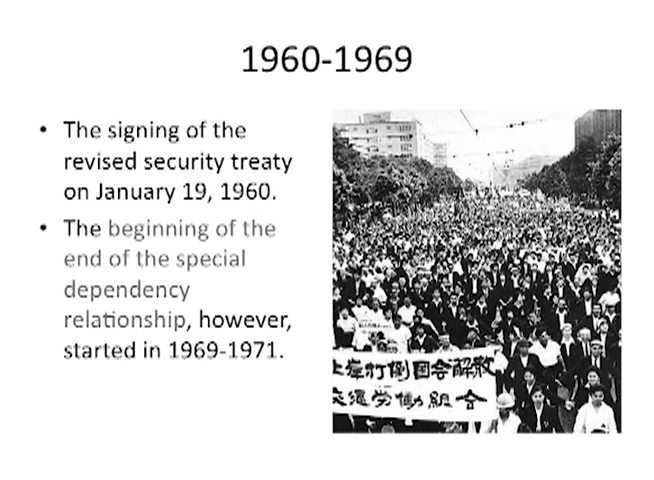 1960-1969
• The signing of the
revised security treaty
on January 19, 1960.
• The beginning of the
end of the special
dependency
relationship, however,
started in 1969-1971.
岸打倒国会解散
交通労働組合